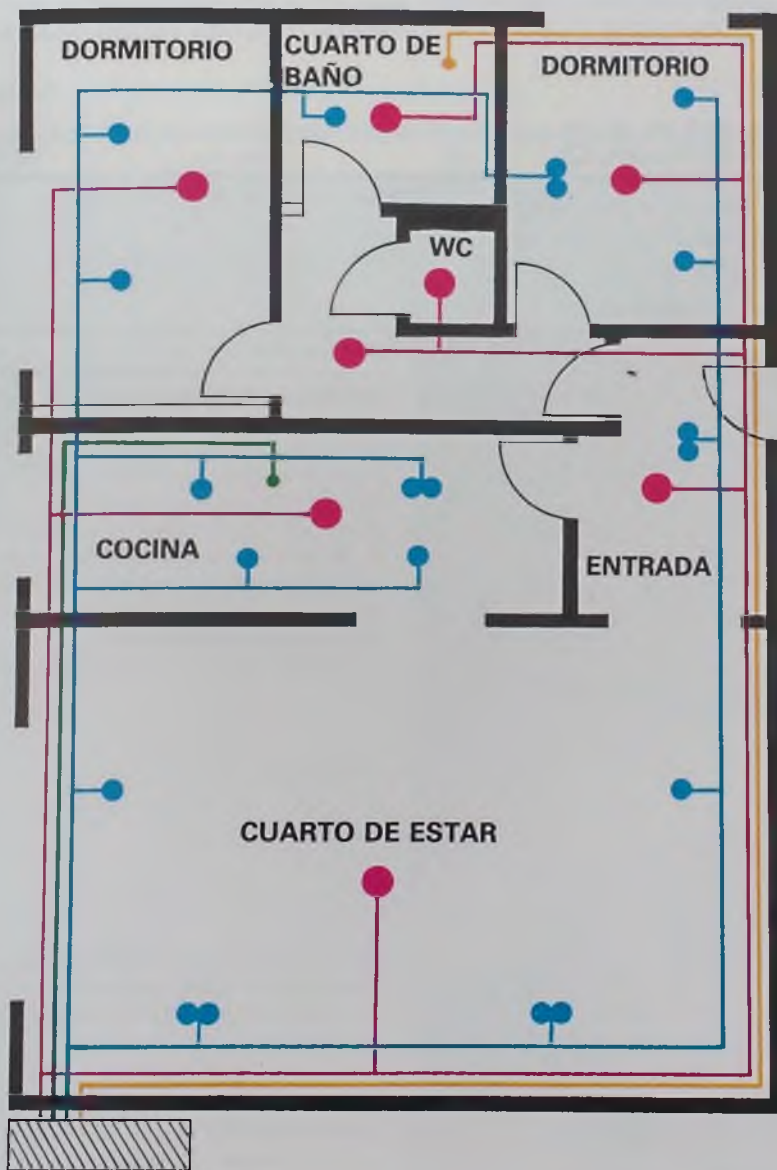 DORMITORIO
CUARTO DE
BAÑO
DORMITORIO
WC
COCINA
ENTRADA
CUARTO DE ESTAR